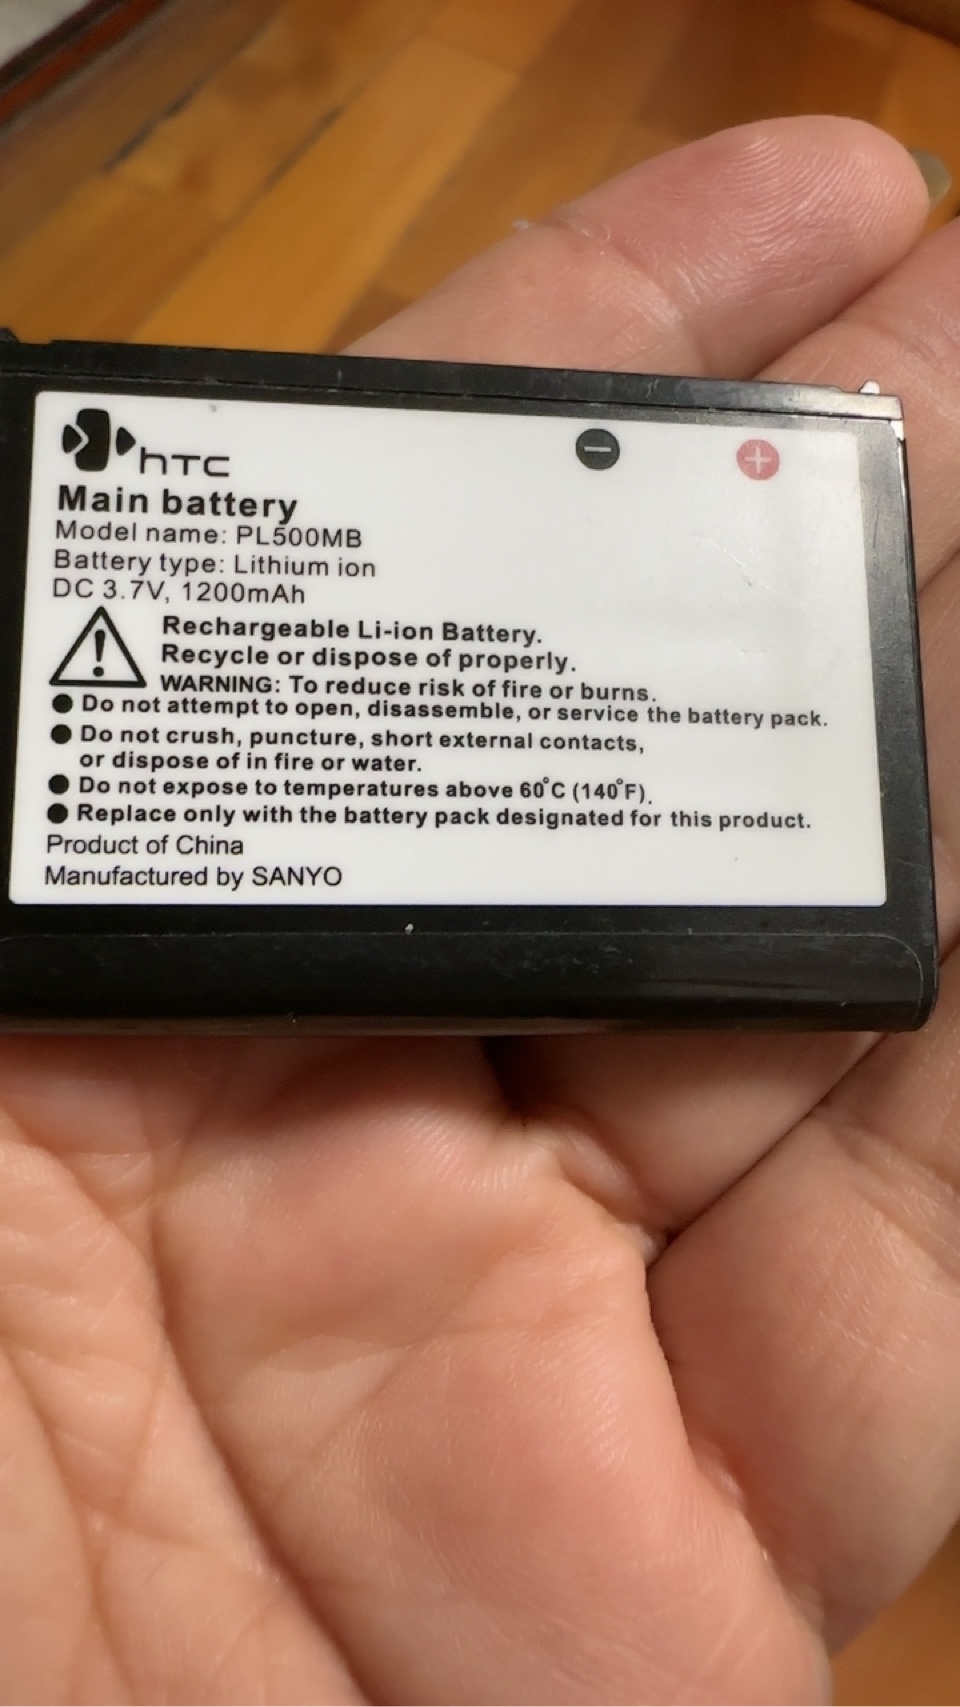 hTC
Main battery
Model name: PL500MB
Battery type: Lithium ion
DC 3.7V, 1200mAh
Rechargeable Li-ion Battery.
Recycle or dispose of properly.
WARNING: To reduce risk of fire or burns.
● Do not attempt to open, disassemble, or service the battery pack.
● Do not crush, puncture, short external contacts,
or dispose of in fire or water.
● Do not expose to temperatures above 60°C (140°F).
● Replace only with the battery pack designated for this product.
Product of China
Manufactured by SANYO